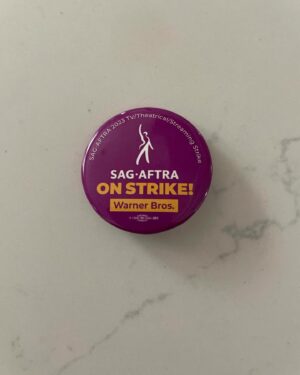 SAG-AFTRA 2023 TV/Theatrical/Streaming Strike
SAG·AFTRA
ON STRIKE!
Warner Bros.